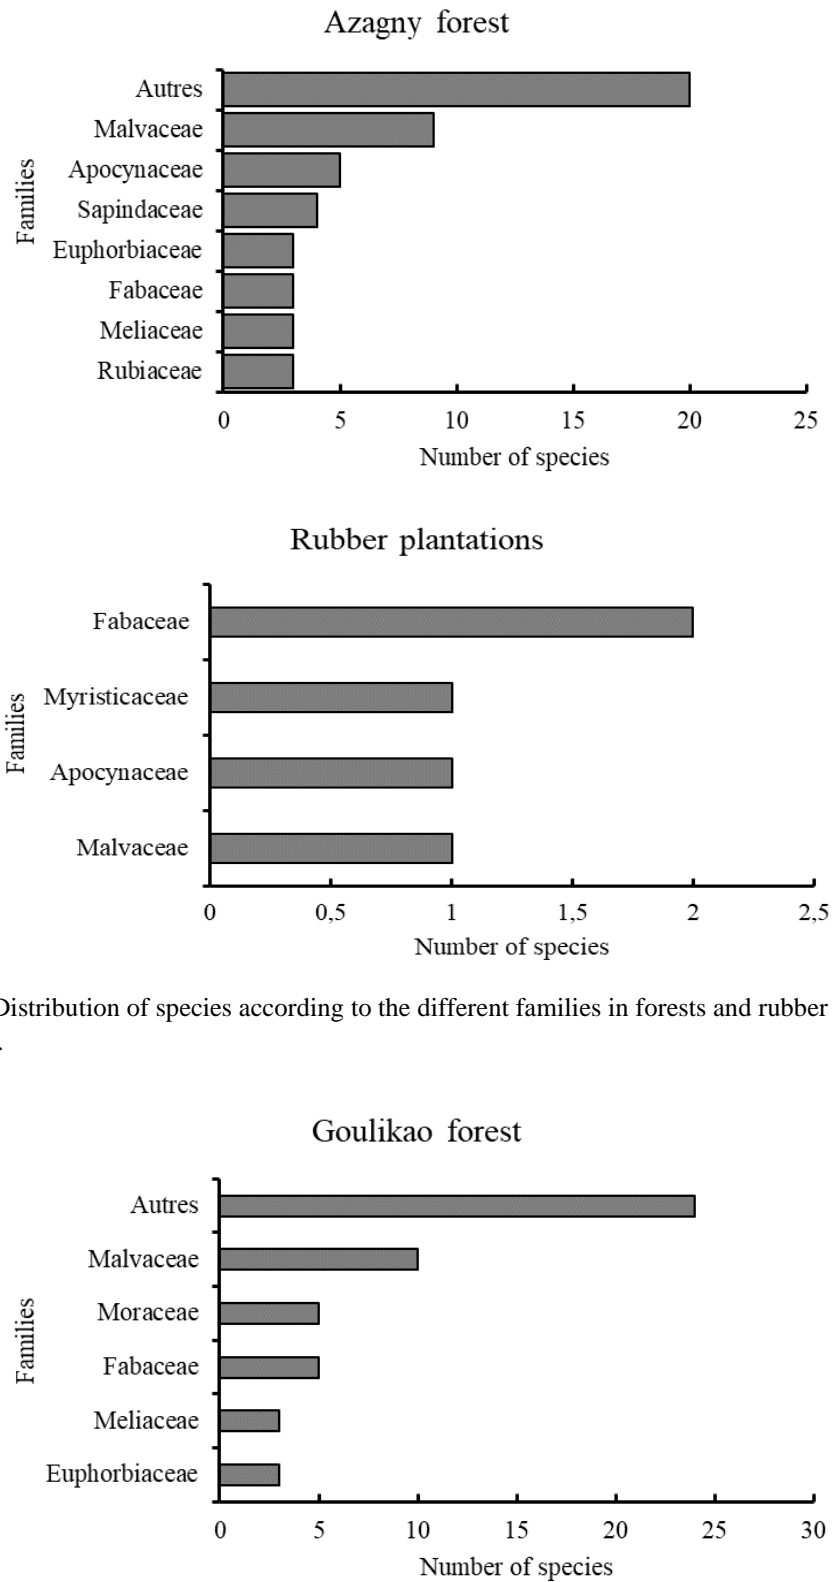 Azagny forest
Families
Autres
Malvaceae
Apocynaceae
Sapindaceae
Euphorbiaceae
Fabaceae
Meliaceae
Rubiaceae
0 5 10 15 20 25
Number of species
Rubber plantations
Families
Fabaceae
Myristicaceae
Apocynaceae
Malvaceae
0 0,5 1 1,5 2 2,5
Number of species
Distribution of species according to the different families in forests and rubber
.
Goulikao forest
Families
Autres
Malvaceae
Moraceae
Fabaceae
Meliaceae
Euphorbiaceae
0 5 10 15 20 25 30
Number of species